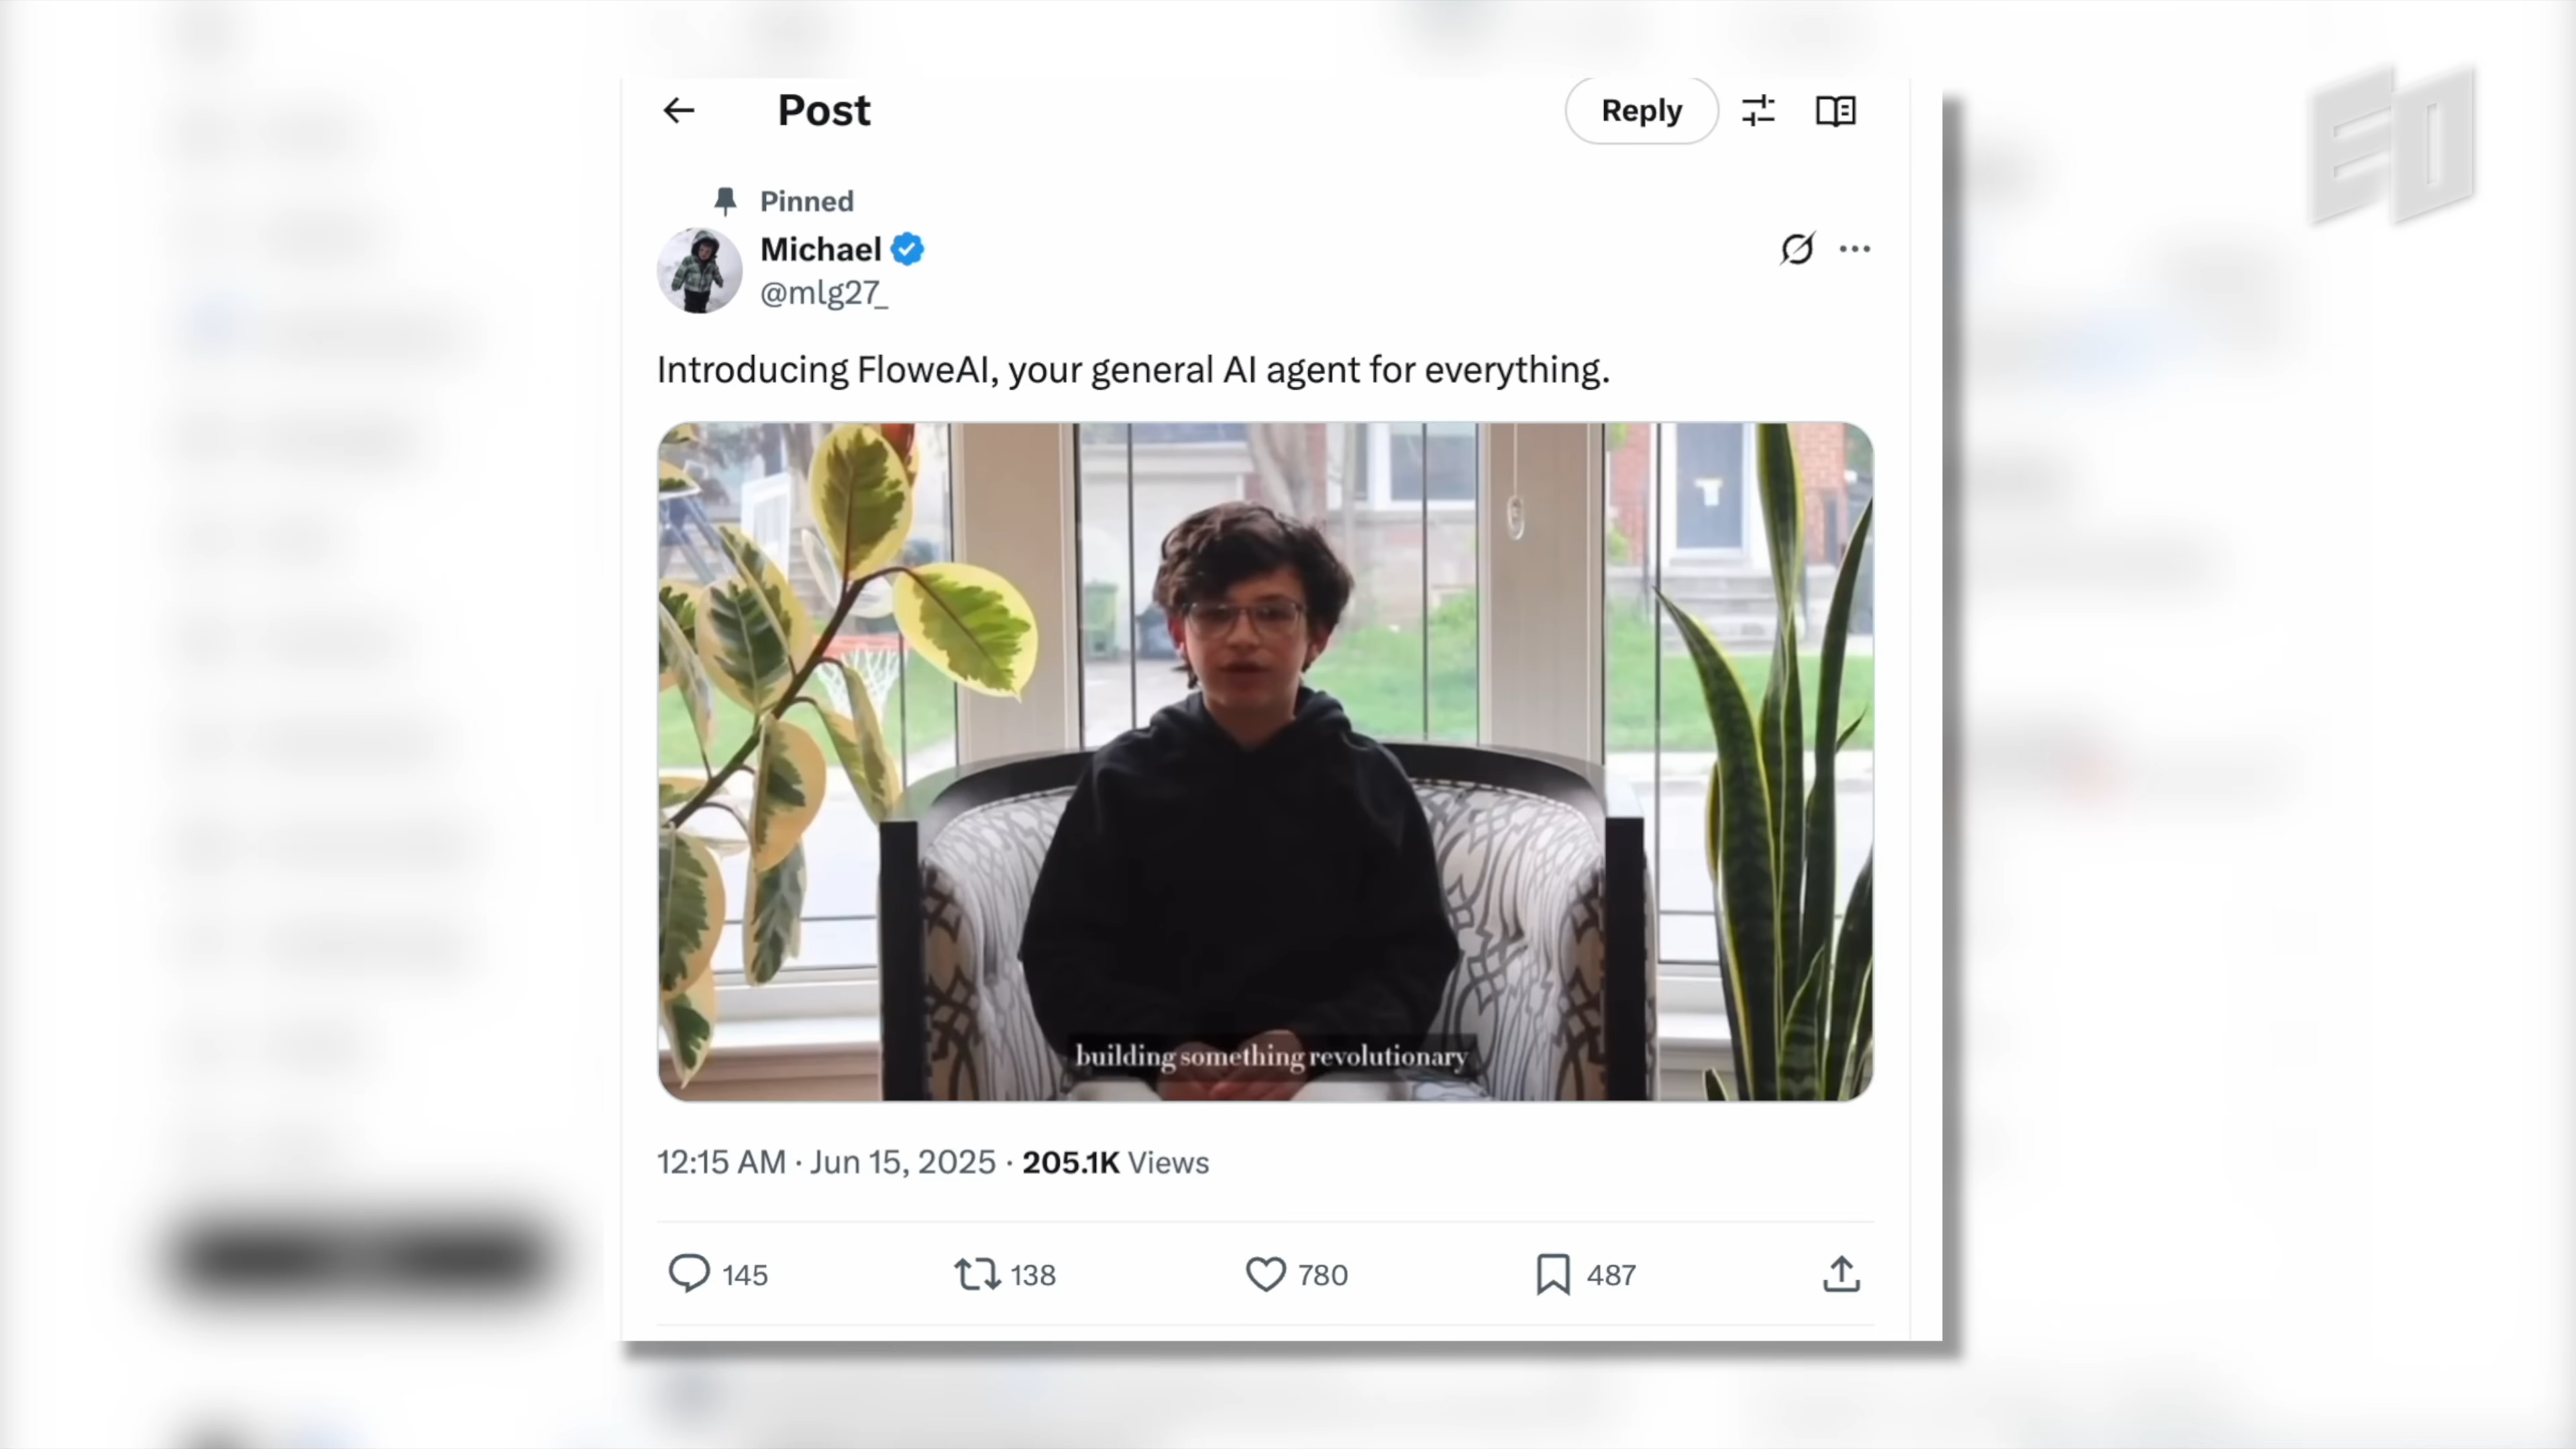 EO
Post
Reply
Pinned
Michael
@mlg27_
Introducing FloweAI, your general AI agent for everything.
building something revolutionary
12:15 AM · Jun 15, 2025 · 205.1K Views
145
138
780
487